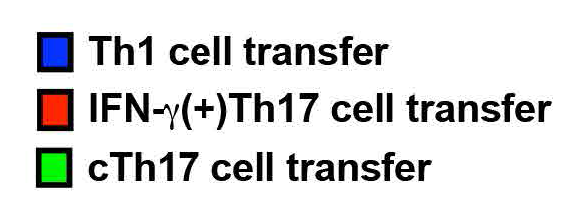 Th1 cell transfer
IFN-γ(+)Th17 cell transfer
cTh17 cell transfer